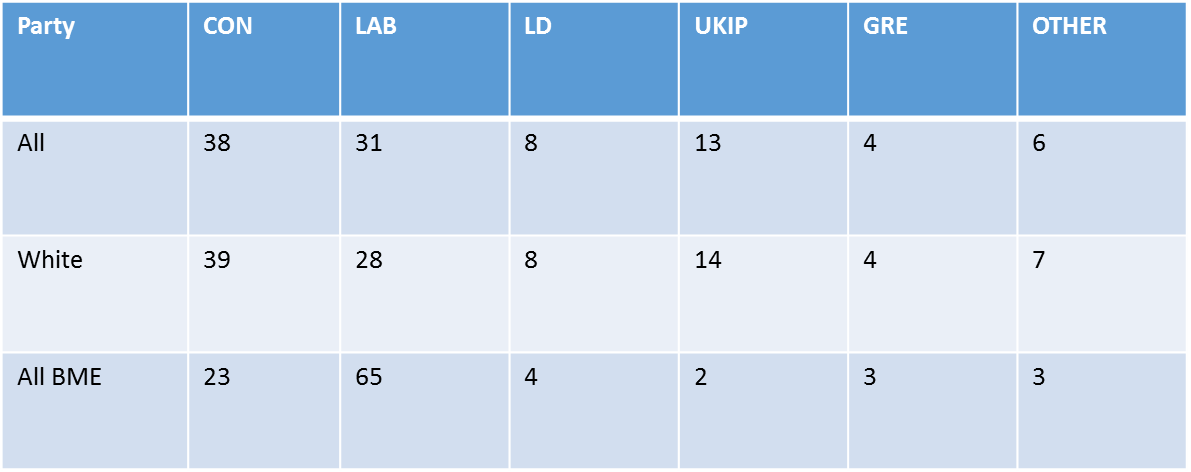 Party CON LAB LD UKIP GRE OTHER
All 38 31 8 13 4 6
White 39 28 8 14 4 7
All BME 23 65 4 2 3 3